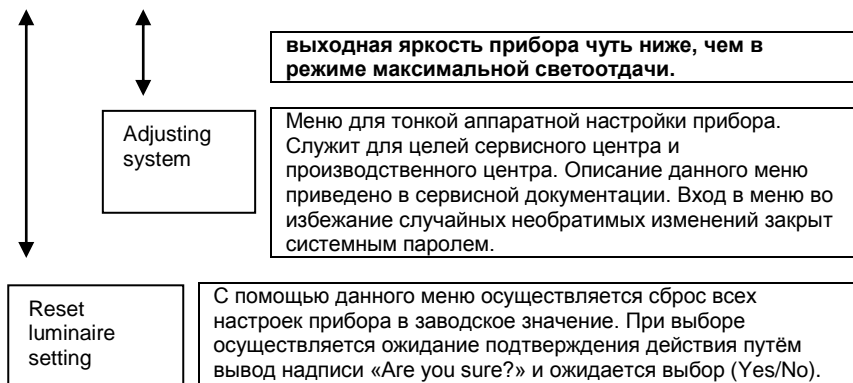 выходная яркость прибора чуть ниже, чем в
режиме максимальной светоотдачи.
Adjusting
system
Меню для тонкой аппаратной настройки прибора.
Служит для целей сервисного центра и
производственного центра. Описание данного меню
приведено в сервисной документации. Вход в меню во
избежание случайных необратимых изменений закрыт
системным паролем.
Reset
luminaire
setting
С помощью данного меню осуществляется сброс всех
настроек прибора в заводское значение. При выборе
осуществляется ожидание подтверждения действия путём
вывод надписи «Are you sure?» и ожидается выбор (Yes/No).